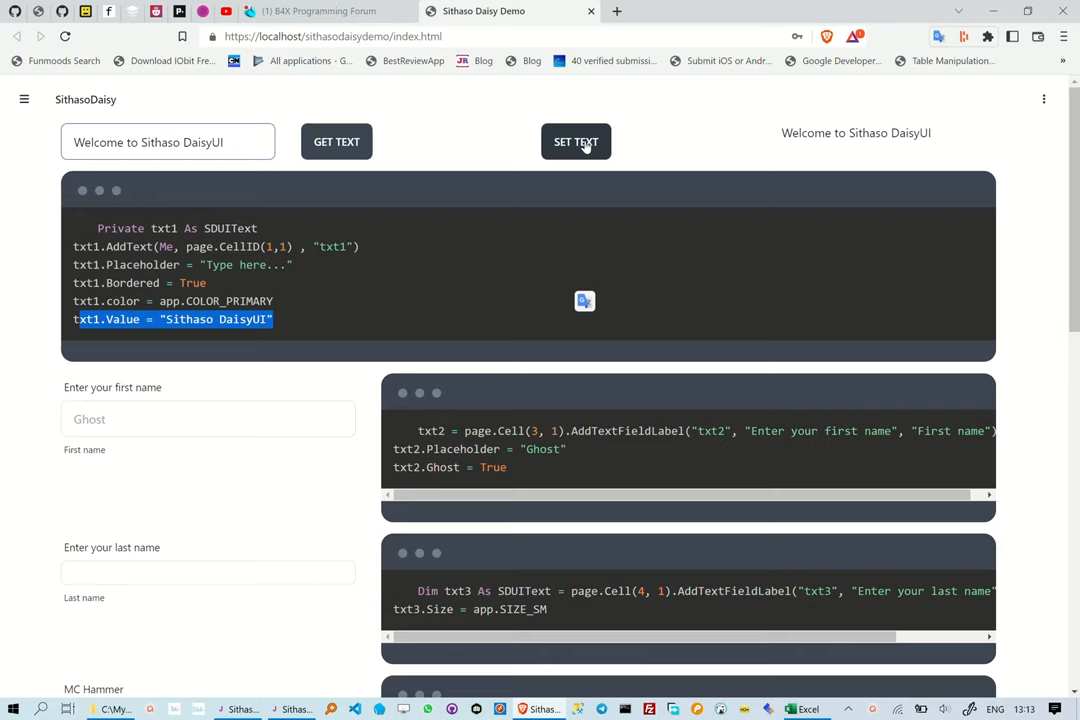 (1) B4X Programming Forum
Sithaso Daisy Demo
https://localhost/sithasodaisydemo/index.html
Funmoods Search
Download IObit Fre...
All applications - G...
BestReviewApp
JR
Blog
Blog
40 verified submissi...
Submit iOS or Andr...
Google Developer...
Table Manipulation...
»
SithasoDaisy
Welcome to Sithaso DaisyUI
GET TEXT
SET TEXT
Welcome to Sithaso DaisyUI
Private txt1 As SDUIText
txt1.AddText(Me, page.CellID(1,1) , "txt1")
txt1.Placeholder = "Type here..."
txt1.Bordered = True
txt1.color = app.COLOR_PRIMARY
txt1.Value = "Sithaso DaisyUI"
Enter your first name
Ghost
First name
txt2 = page.Cell(3, 1).AddTextFieldLabel("txt2", "Enter your first name", "First name")
txt2.Placeholder = "Ghost"
txt2.Ghost = True
Enter your last name
Last name
Dim txt3 As SDUIText = page.Cell(4, 1).AddTextFieldLabel("txt3", "Enter your last name"
txt3.Size = app.SIZE_SM
MC Hammer
C:\My...
Sithas...
Sithas...
Sithas...
Excel
ENG
13:13